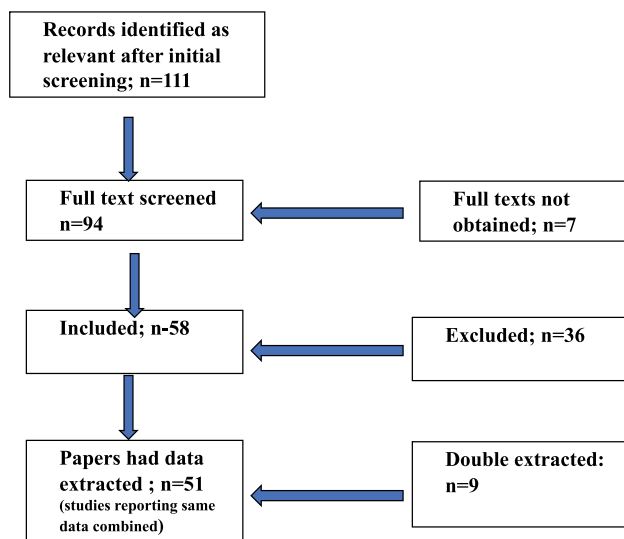 Records identified as
relevant after initial
screening; n=111
Full text screened
n=94
Full texts not
obtained; n=7
Included; n-58
Excluded; n=36
Papers had data
extracted ; n=51
(studies reporting same
data combined)
Double extracted:
n=9